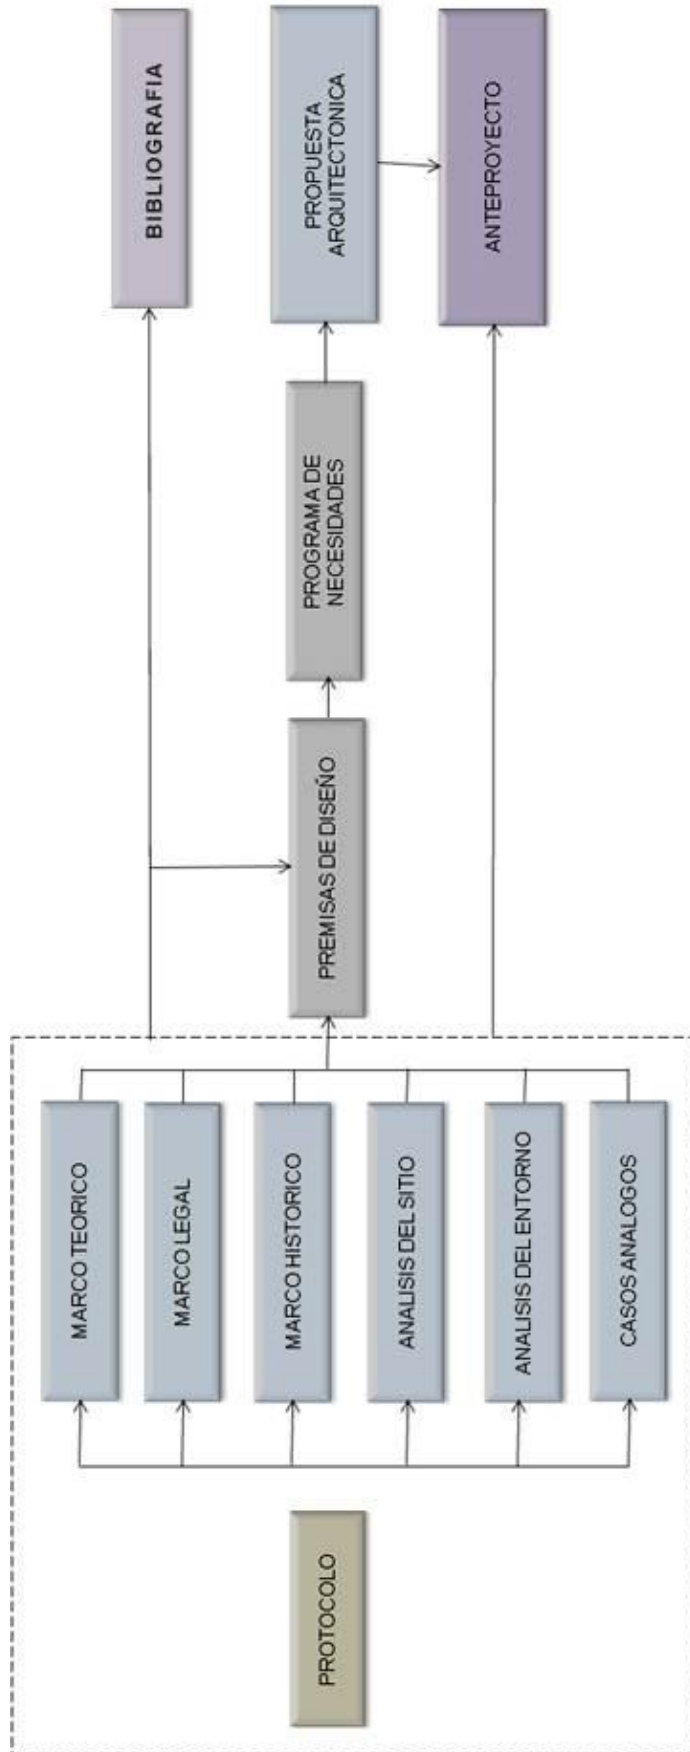 PROTOCOLO
MARCO TEORICO
MARCO LEGAL
MARCO HISTORICO
ANALISIS DEL SITIO
ANALISIS DEL ENTORNO
CASOS ANALOGOS
PREMISAS DE DISEÑO
PROGRAMA DE
NECESIDADES
BIBLIOGRAFIA
PROPUESTA
ARQUITECTONICA
ANTEPROYECTO